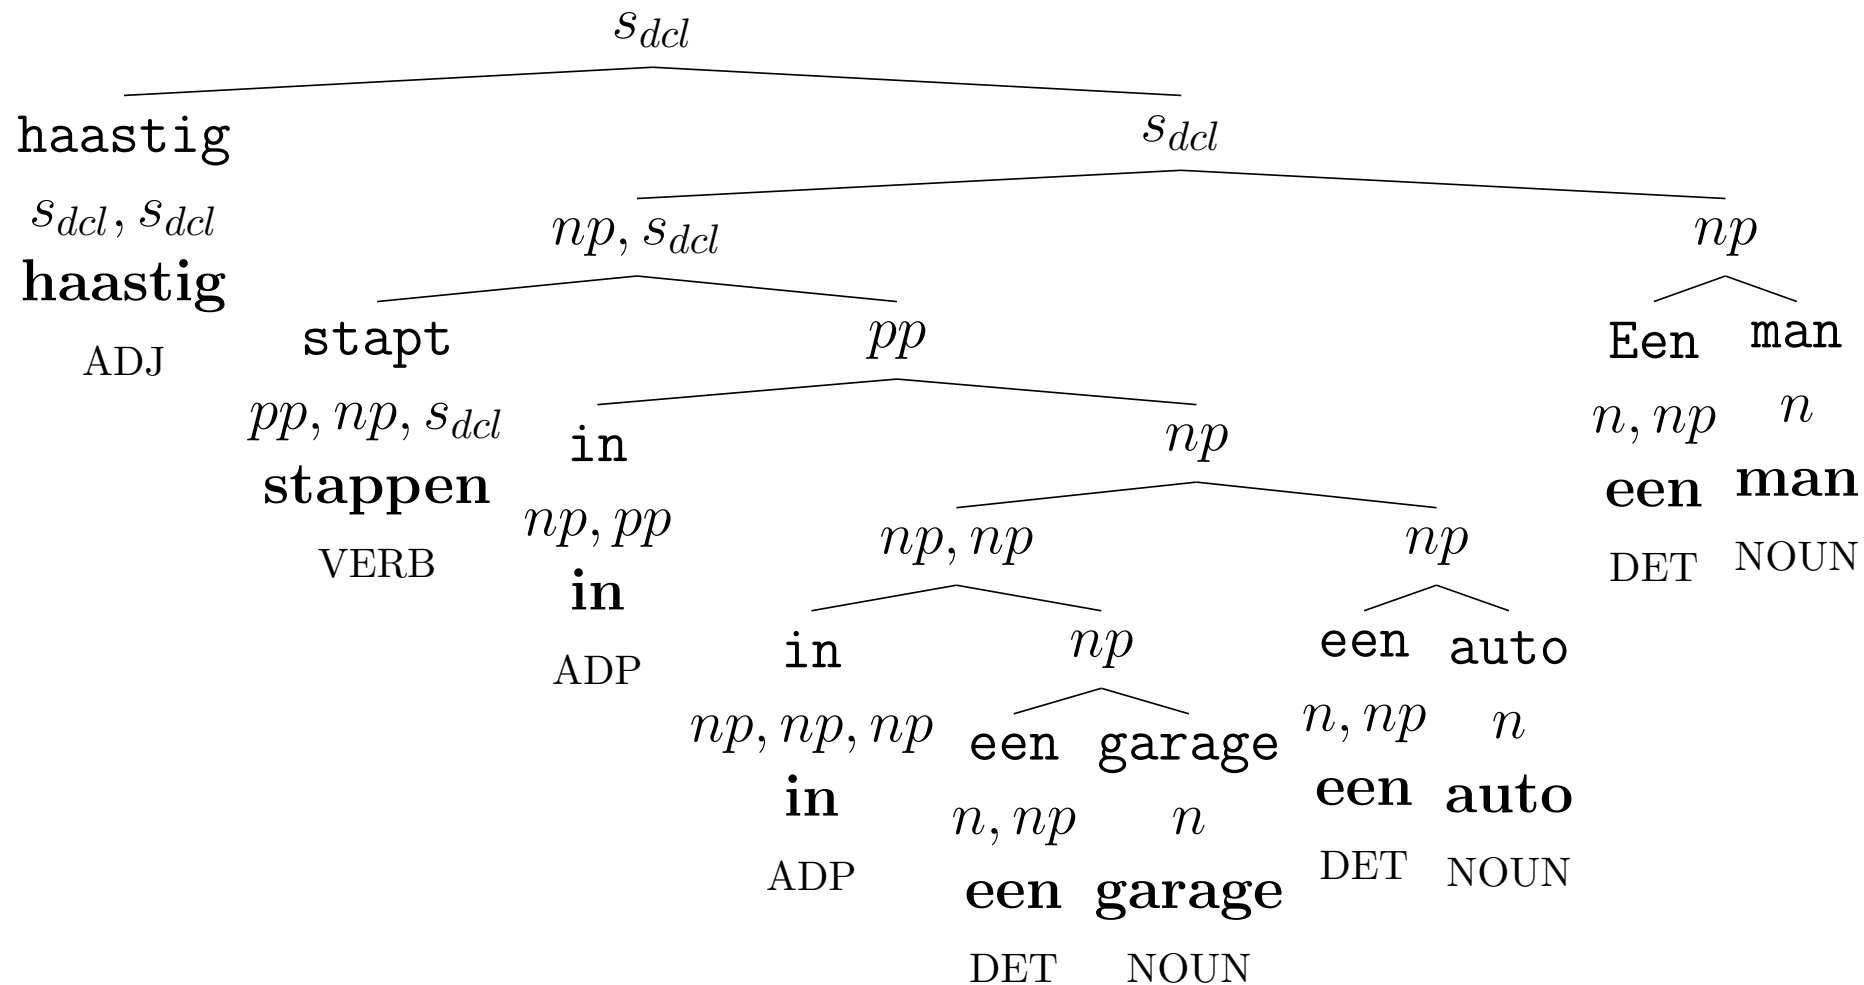 s_dcl
haastig
s_dcl, s_dcl
haastig
ADJ
s_dcl
np, s_dcl
stapt
pp, np, s_dcl
stappen
VERB
pp
in
np, pp
in
ADP
np
np, np
in
np, np, np
in
ADP
np
een
n, np
een
DET
garage
n
garage
NOUN
np
een
n, np
een
DET
auto
n
auto
NOUN
np
Een
n, np
een
DET
man
n
man
NOUN